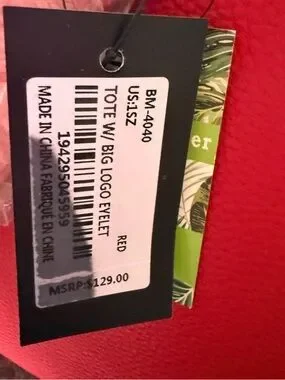 BM-4040
US:1SZ
TOTE W/ BIG LOGO EYELET
RED
194295045959
MADE IN CHINA FABRIQUE EN CHINE
MSRP:$129.00
er